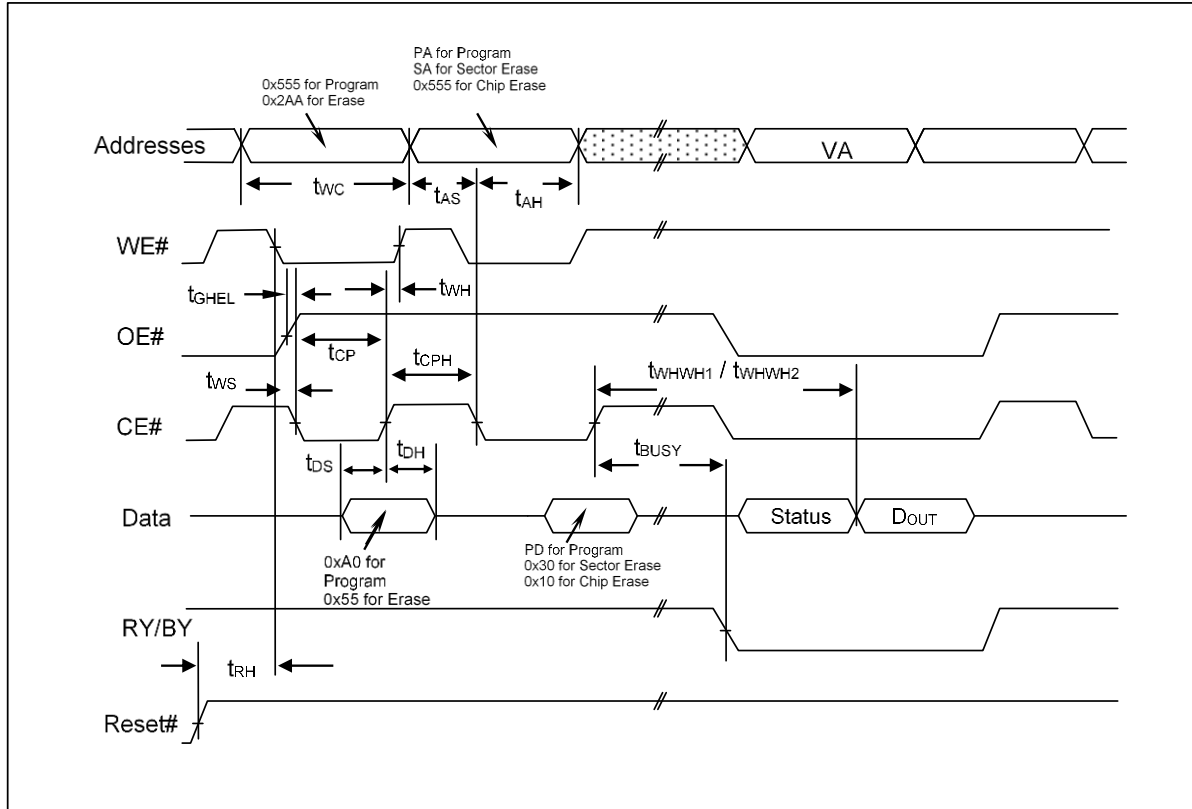 PA for Program
SA for Sector Erase
0x555 for Chip Erase
0x555 for Program
0x2AA for Erase
Addresses
VA
tWC
tAS
tAH
WE#
tGHEL
tWH
OE#
tCP
tCPH
tWS
tWHWH1 / tWHWH2
CE#
tDS
tDH
tBUSY
Data
Status
DOUT
0xA0 for
Program
0x55 for Erase
PD for Program
0x30 for Sector Erase
0x10 for Chip Erase
RY/BY
tRH
Reset#